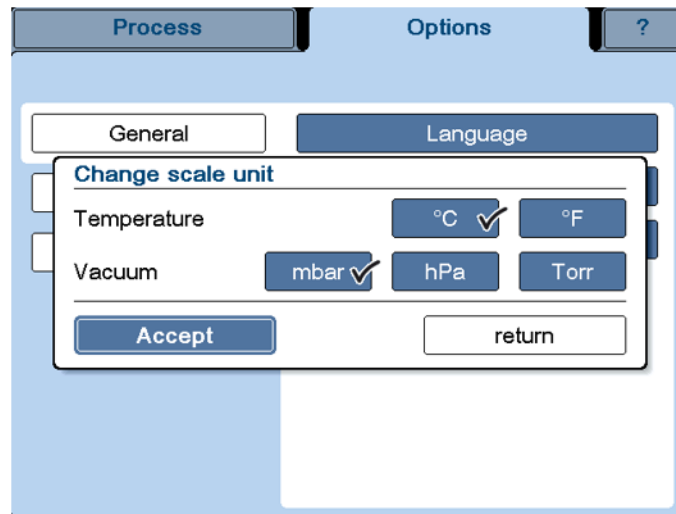 Process Options ?
General Language
Change scale unit
Temperature °C °F
Vacuum mbar hPa Torr
Accept return